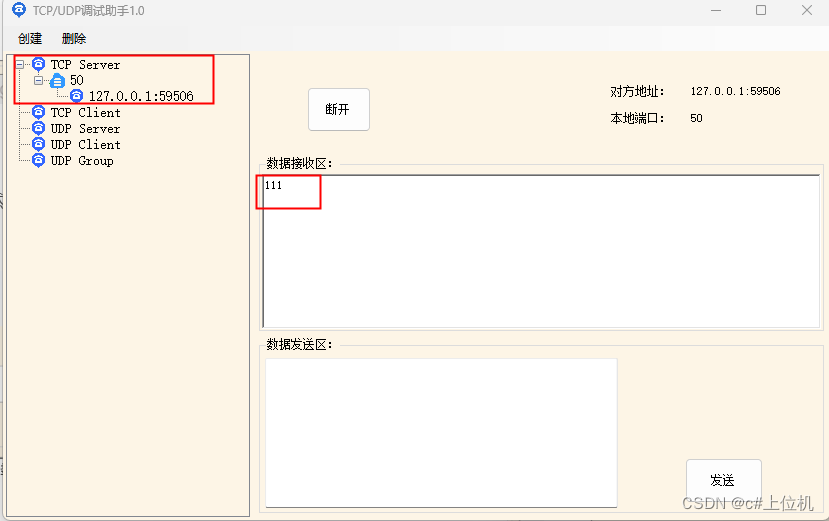 TCP/UDP调试助手1.0
创建 删除
TCP Server
50
127.0.0.1:59506
TCP Client
UDP Server
UDP Client
UDP Group
断开
对方地址: 127.0.0.1:59506
本地端口: 50
数据接收区:
111
数据发送区:
发送
CSDN @c#上位机